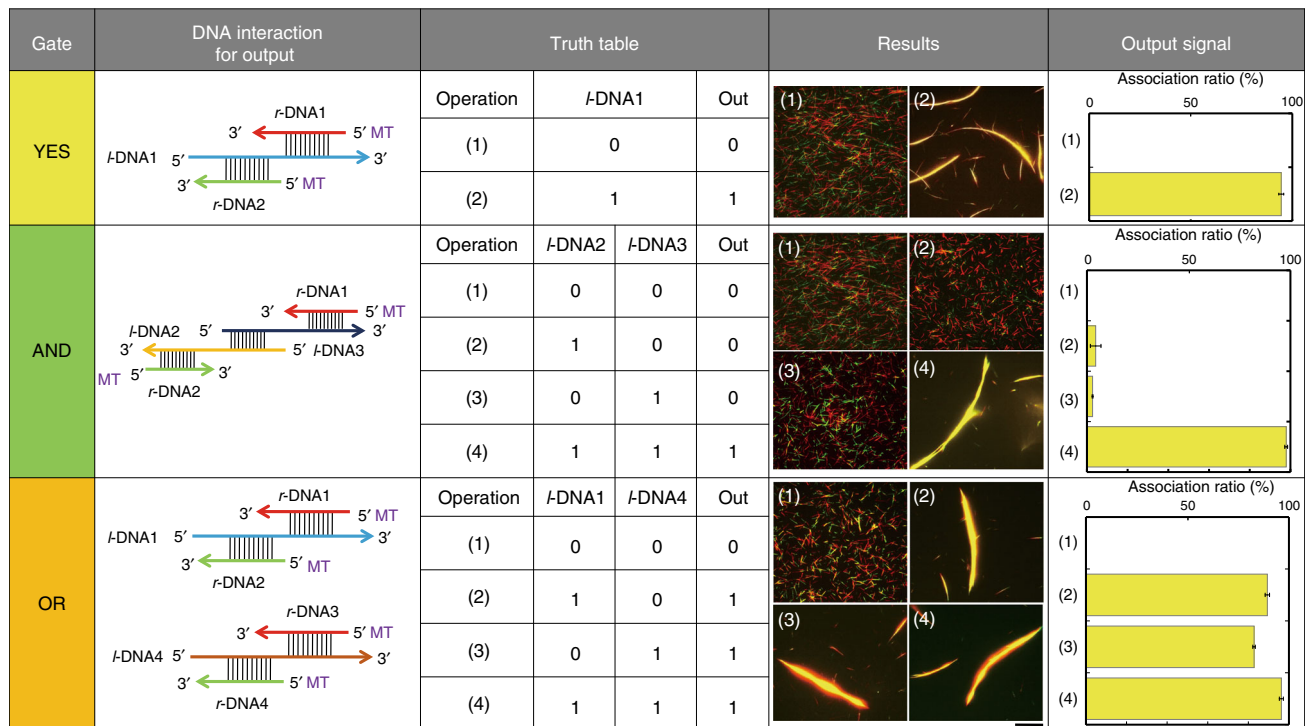 Gate
DNA interaction
for output
Truth table
Results
Output signal
YES
r-DNA1
3′
5′ MT
l-DNA1
5′
3′
3′
5′ MT
r-DNA2
Operation l-DNA1 Out
(1) 0 0
(2) 1 1
(1) (2)
Association ratio (%)
0 50 100
(1)
(2)
AND
r-DNA1
3′
5′ MT
l-DNA2
5′
3′
3′
5′
l-DNA3
MT 5′
3′
r-DNA2
Operation l-DNA2 l-DNA3 Out
(1) 0 0 0
(2) 1 0 0
(3) 0 1 0
(4) 1 1 1
(1) (2)
(3) (4)
Association ratio (%)
0 50 100
(1)
(2)
(3)
(4)
OR
r-DNA1
3′
5′ MT
l-DNA1
5′
3′
3′
5′ MT
r-DNA2
r-DNA3
3′
5′ MT
l-DNA4
5′
3′
3′
5′ MT
r-DNA4
Operation l-DNA1 l-DNA4 Out
(1) 0 0 0
(2) 1 0 1
(3) 0 1 1
(4) 1 1 1
(1) (2)
(3) (4)
Association ratio (%)
0 50 100
(1)
(2)
(3)
(4)